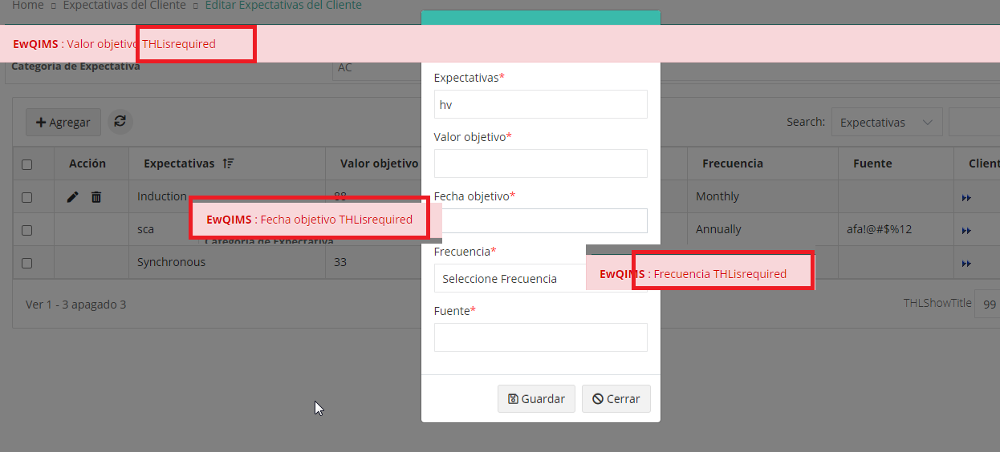 Home Expectativas del Cliente Editar Expectativas del Cliente
EwQIMS : Valor objetivo THLisrequired
Categoría de Expectativa
AC
Expectativas*
hv
Agregar
Search: Expectativas
Valor objetivo*
Acción Expectativas Valor objetivo Frecuencia Fuente Client
Induction 88 Monthly
Fecha objetivo*
EwQIMS : Fecha objetivo THLisrequired
sca Annually afa!@#$%12
Categoría de Expectativa
Frecuencia*
Synchronous 33
Seleccione Frecuencia
EwQIMS : Frecuencia THLisrequired
Ver 1 - 3 apagado 3
THLShowTitle 99
Fuente*
Guardar Cerrar